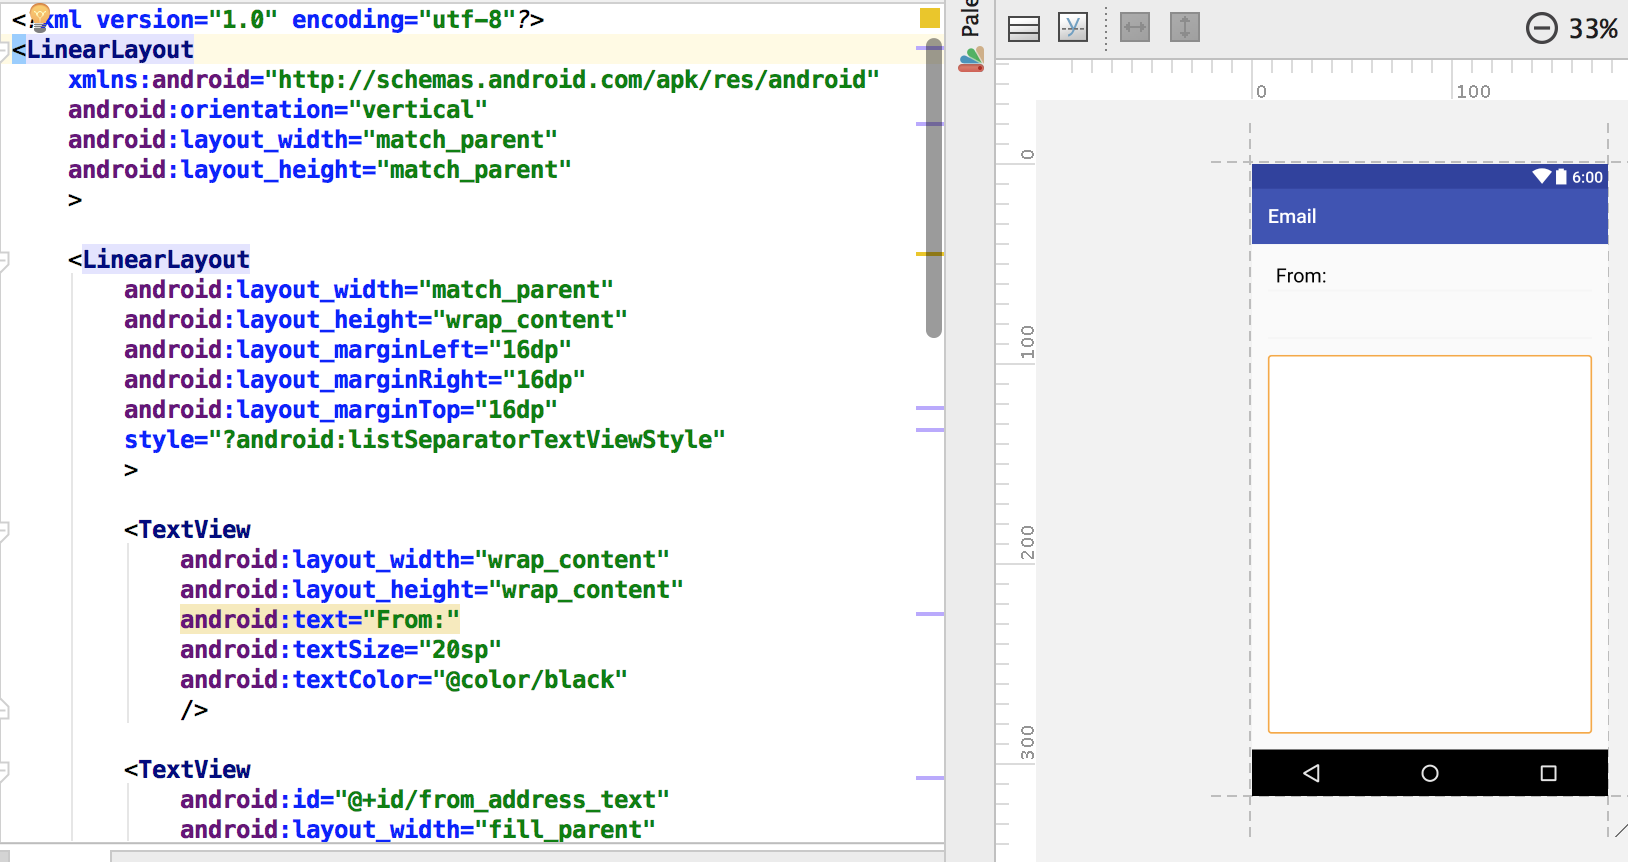 <?xml version="1.0" encoding="utf-8"?>
<LinearLayout
xmlns:android="http://schemas.android.com/apk/res/android"
android:orientation="vertical"
android:layout_width="match_parent"
android:layout_height="match_parent"
>
<LinearLayout
android:layout_width="match_parent"
android:layout_height="wrap_content"
android:layout_marginLeft="16dp"
android:layout_marginRight="16dp"
android:layout_marginTop="16dp"
style="?android:listSeparatorTextViewStyle"
>
<TextView
android:layout_width="wrap_content"
android:layout_height="wrap_content"
android:text="From:"
android:textSize="20sp"
android:textColor="@color/black"
/>
<TextView
android:id="@+id/from_address_text"
android:layout_width="fill_parent"
Pale
33%
0
100
0
100
200
300
6:00
Email
From: